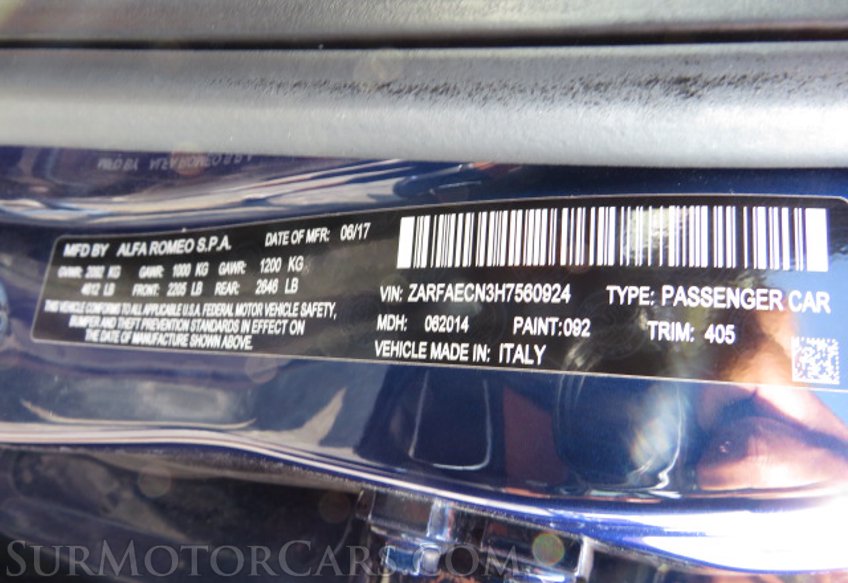 MFD BY ALFA ROMEO S.P.A. DATE OF MFR: 06/17
GVWR: KG GAWR: 1000 KG GAWR: 1200 KG
4612 LB FRONT: 2205 LB REAR: 2646 LB
THIS VEHICLE CONFORMS TO ALL APPLICABLE U.S.A. FEDERAL MOTOR VEHICLE SAFETY,
BUMPER AND THEFT PREVENTION STANDARDS IN EFFECT ON
THE DATE OF MANUFACTURE SHOWN ABOVE.
VIN: ZARFAECN3H7560924 TYPE: PASSENGER CAR
MDH: 062014 PAINT:092 TRIM: 405
VEHICLE MADE IN: ITALY
SURMOTORCARS.COM